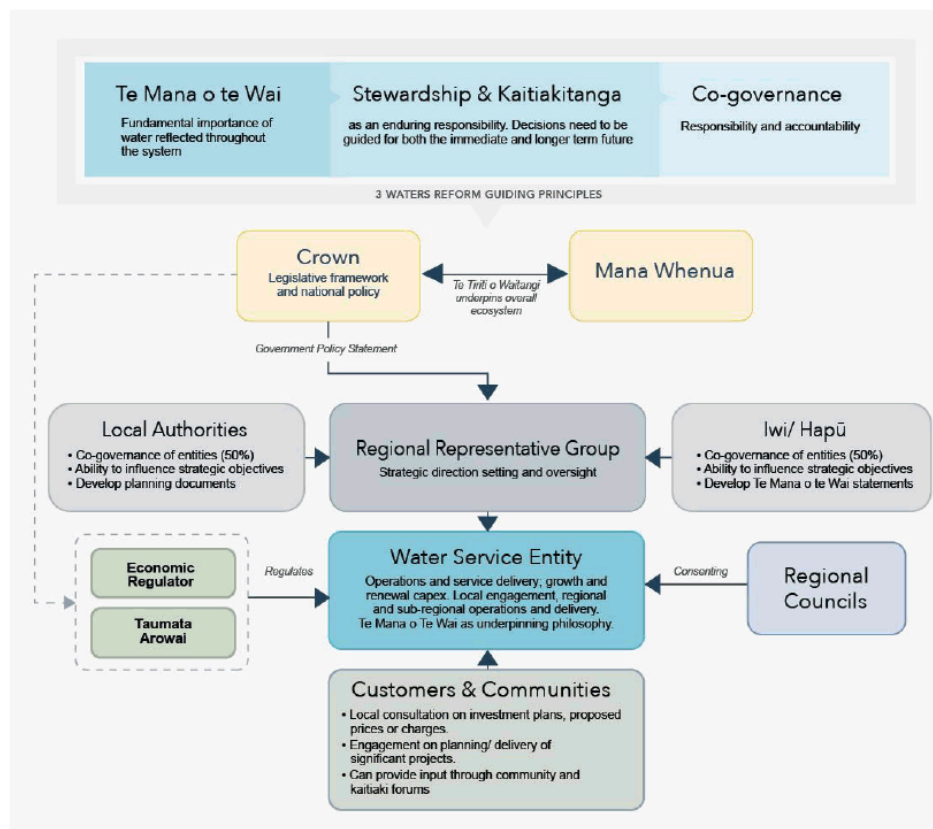 Te Mana o te Wai
Fundamental importance of
water reflected throughout
the system
Stewardship & Kaitiakitanga
as an enduring responsibility. Decisions need to be
guided for both the immediate and longer term future
Co-governance
Responsibility and accountability
3 WATERS REFORM GUIDING PRINCIPLES
Crown
Legislative framework
and national policy
Te Tiriti o Waitangi
underpins overall
ecosystem
Mana Whenua
Government Policy Statement
Local Authorities
• Co-governance of entities (50%)
• Ability to influence strategic objectives
• Develop planning documents
Regional Representative Group
Strategic direction setting and oversight
Iwi/ Hapū
• Co-governance of entities (50%)
• Ability to influence strategic objectives
• Develop Te Mana o te Wai statements
Economic
Regulator
Taumata
Arowai
Regulates
Water Service Entity
Operations and service delivery; growth and
renewal capex. Local engagement, regional
and sub-regional operations and delivery.
Te Mana o Te Wai as underpinning philosophy.
Consenting
Regional
Councils
Customers & Communities
• Local consultation on investment plans, proposed
prices or charges.
• Engagement on planning/ delivery of
significant projects.
• Can provide input through community and
kaitiaki forums